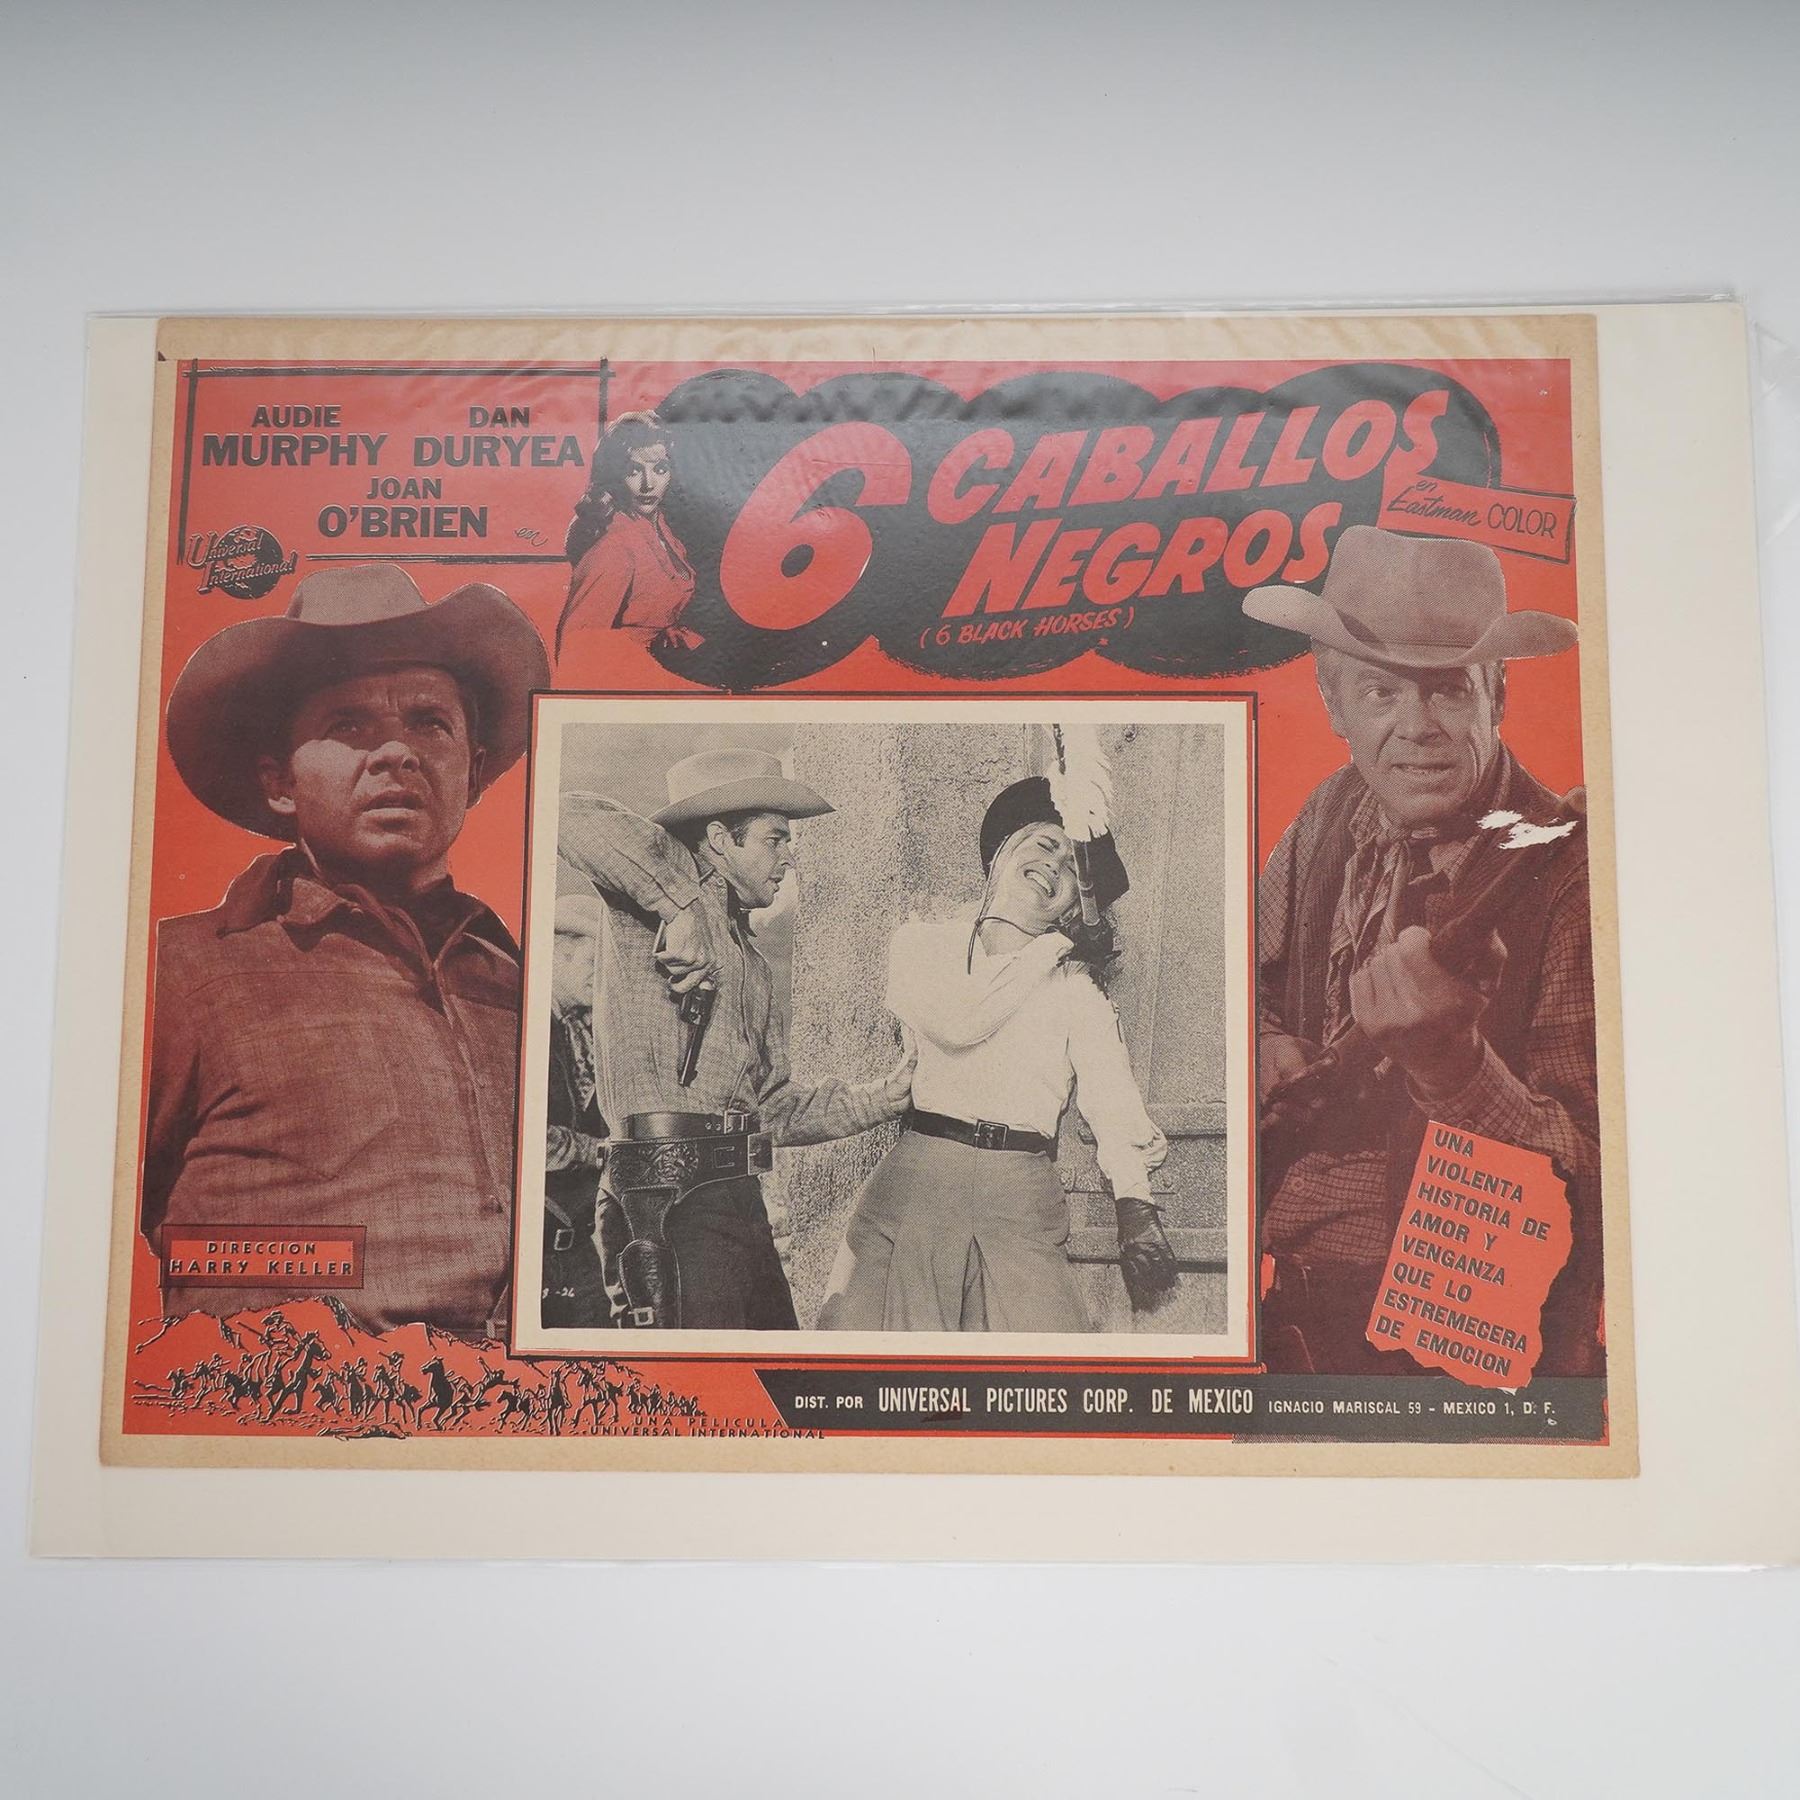 AUDIE DAN
MURPHY DURYEA
JOAN
O'BRIEN en
Universal
International
6 CABALLOS
NEGROS
(6 BLACK HORSES)
en
Eastman COLOR
DIRECCION
HARRY KELLER
UNA
VIOLENTA
HISTORIA DE
AMOR Y
VENGANZA
QUE LO
ESTREMECERA
DE EMOCION
UNA PELICULA
UNIVERSAL INTERNATIONAL
DIST. POR UNIVERSAL PICTURES CORP. DE MEXICO IGNACIO MARISCAL 59 - MEXICO 1, D. F.